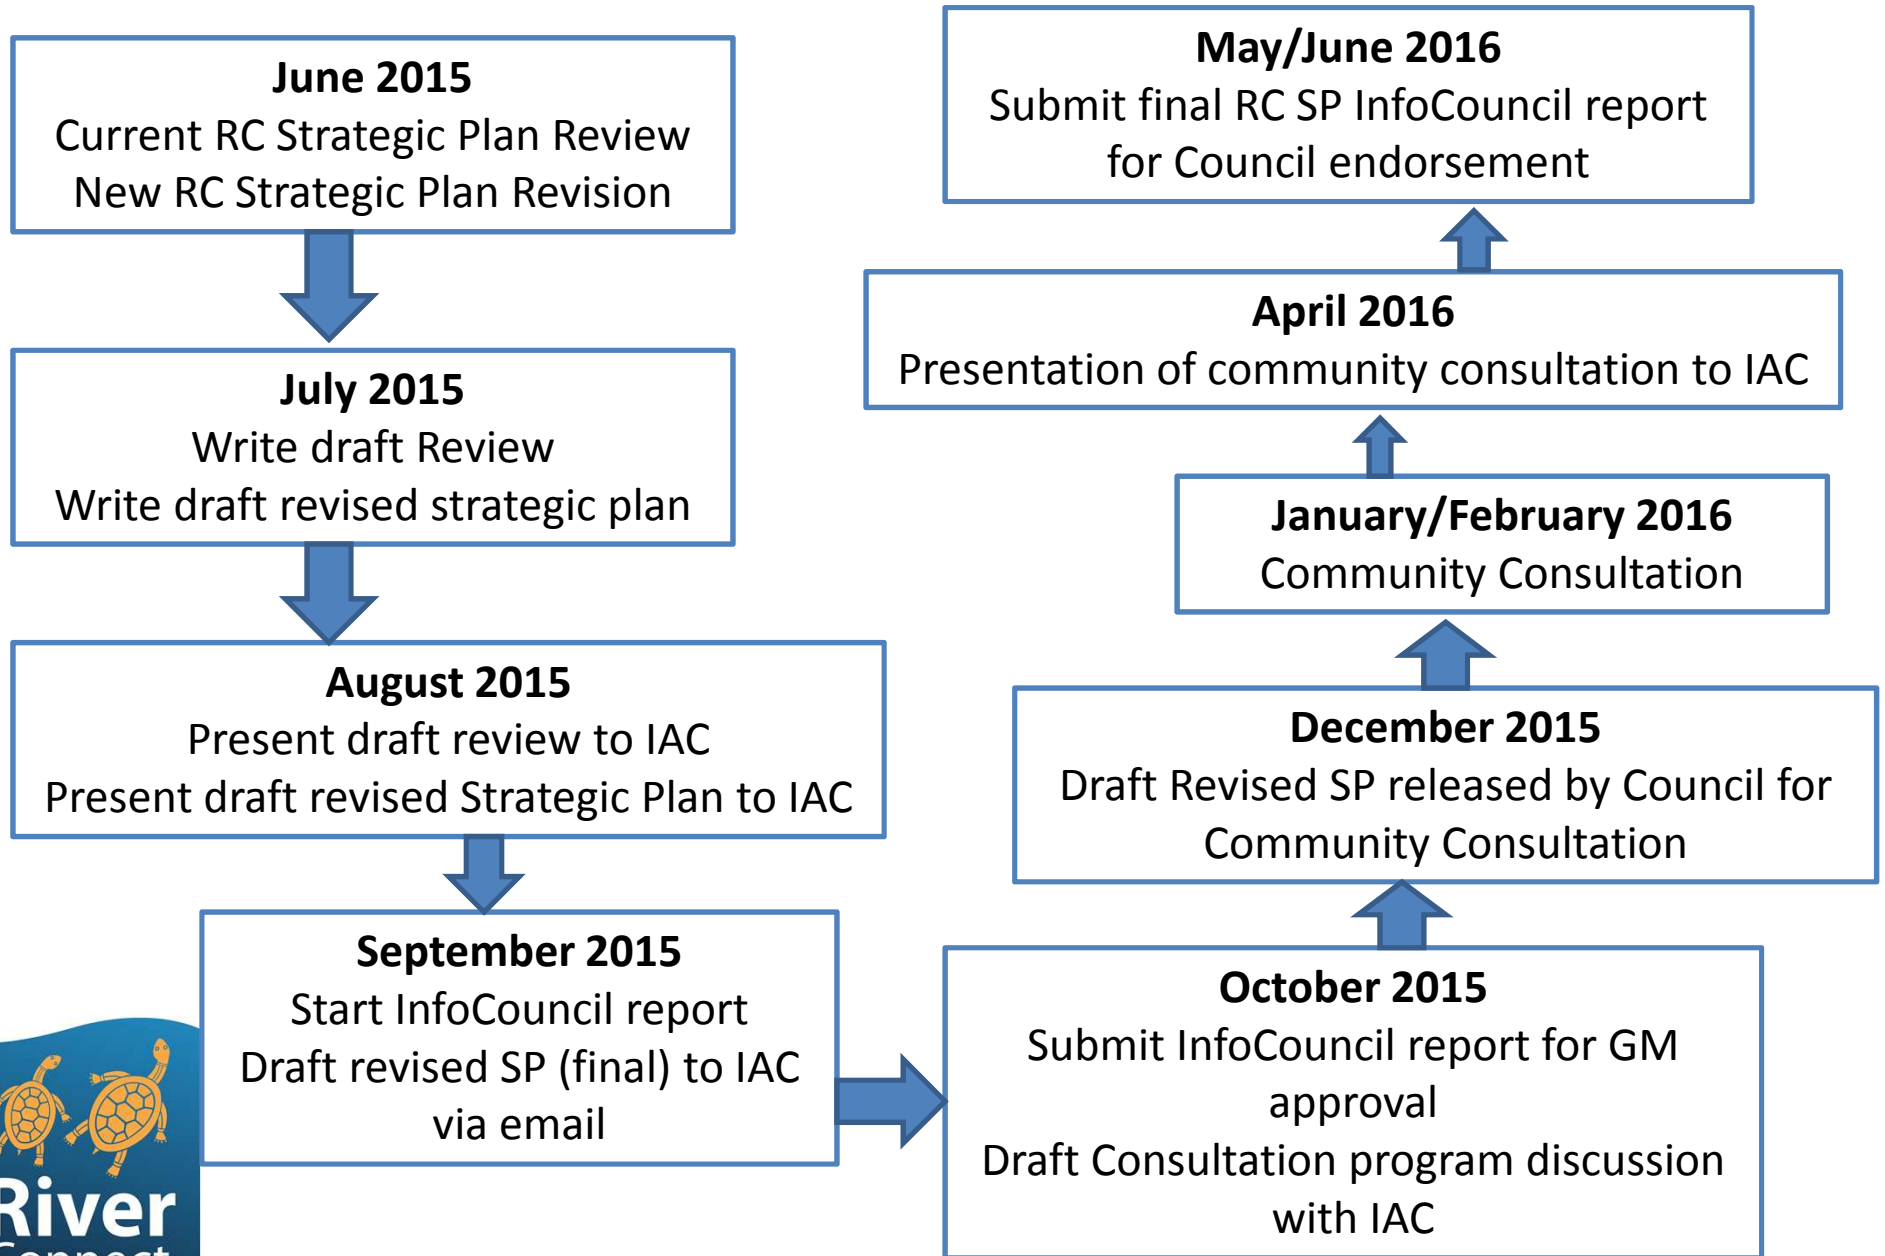 June 2015
Current RC Strategic Plan Review
New RC Strategic Plan Revision
July 2015
Write draft Review
Write draft revised strategic plan
August 2015
Present draft review to IAC
Present draft revised Strategic Plan to IAC
September 2015
Start InfoCouncil report
Draft revised SP (final) to IAC
via email
October 2015
Submit InfoCouncil report for GM
approval
Draft Consultation program discussion
with IAC
December 2015
Draft Revised SP released by Council for
Community Consultation
January/February 2016
Community Consultation
April 2016
Presentation of community consultation to IAC
May/June 2016
Submit final RC SP InfoCouncil report
for Council endorsement
River
Connect